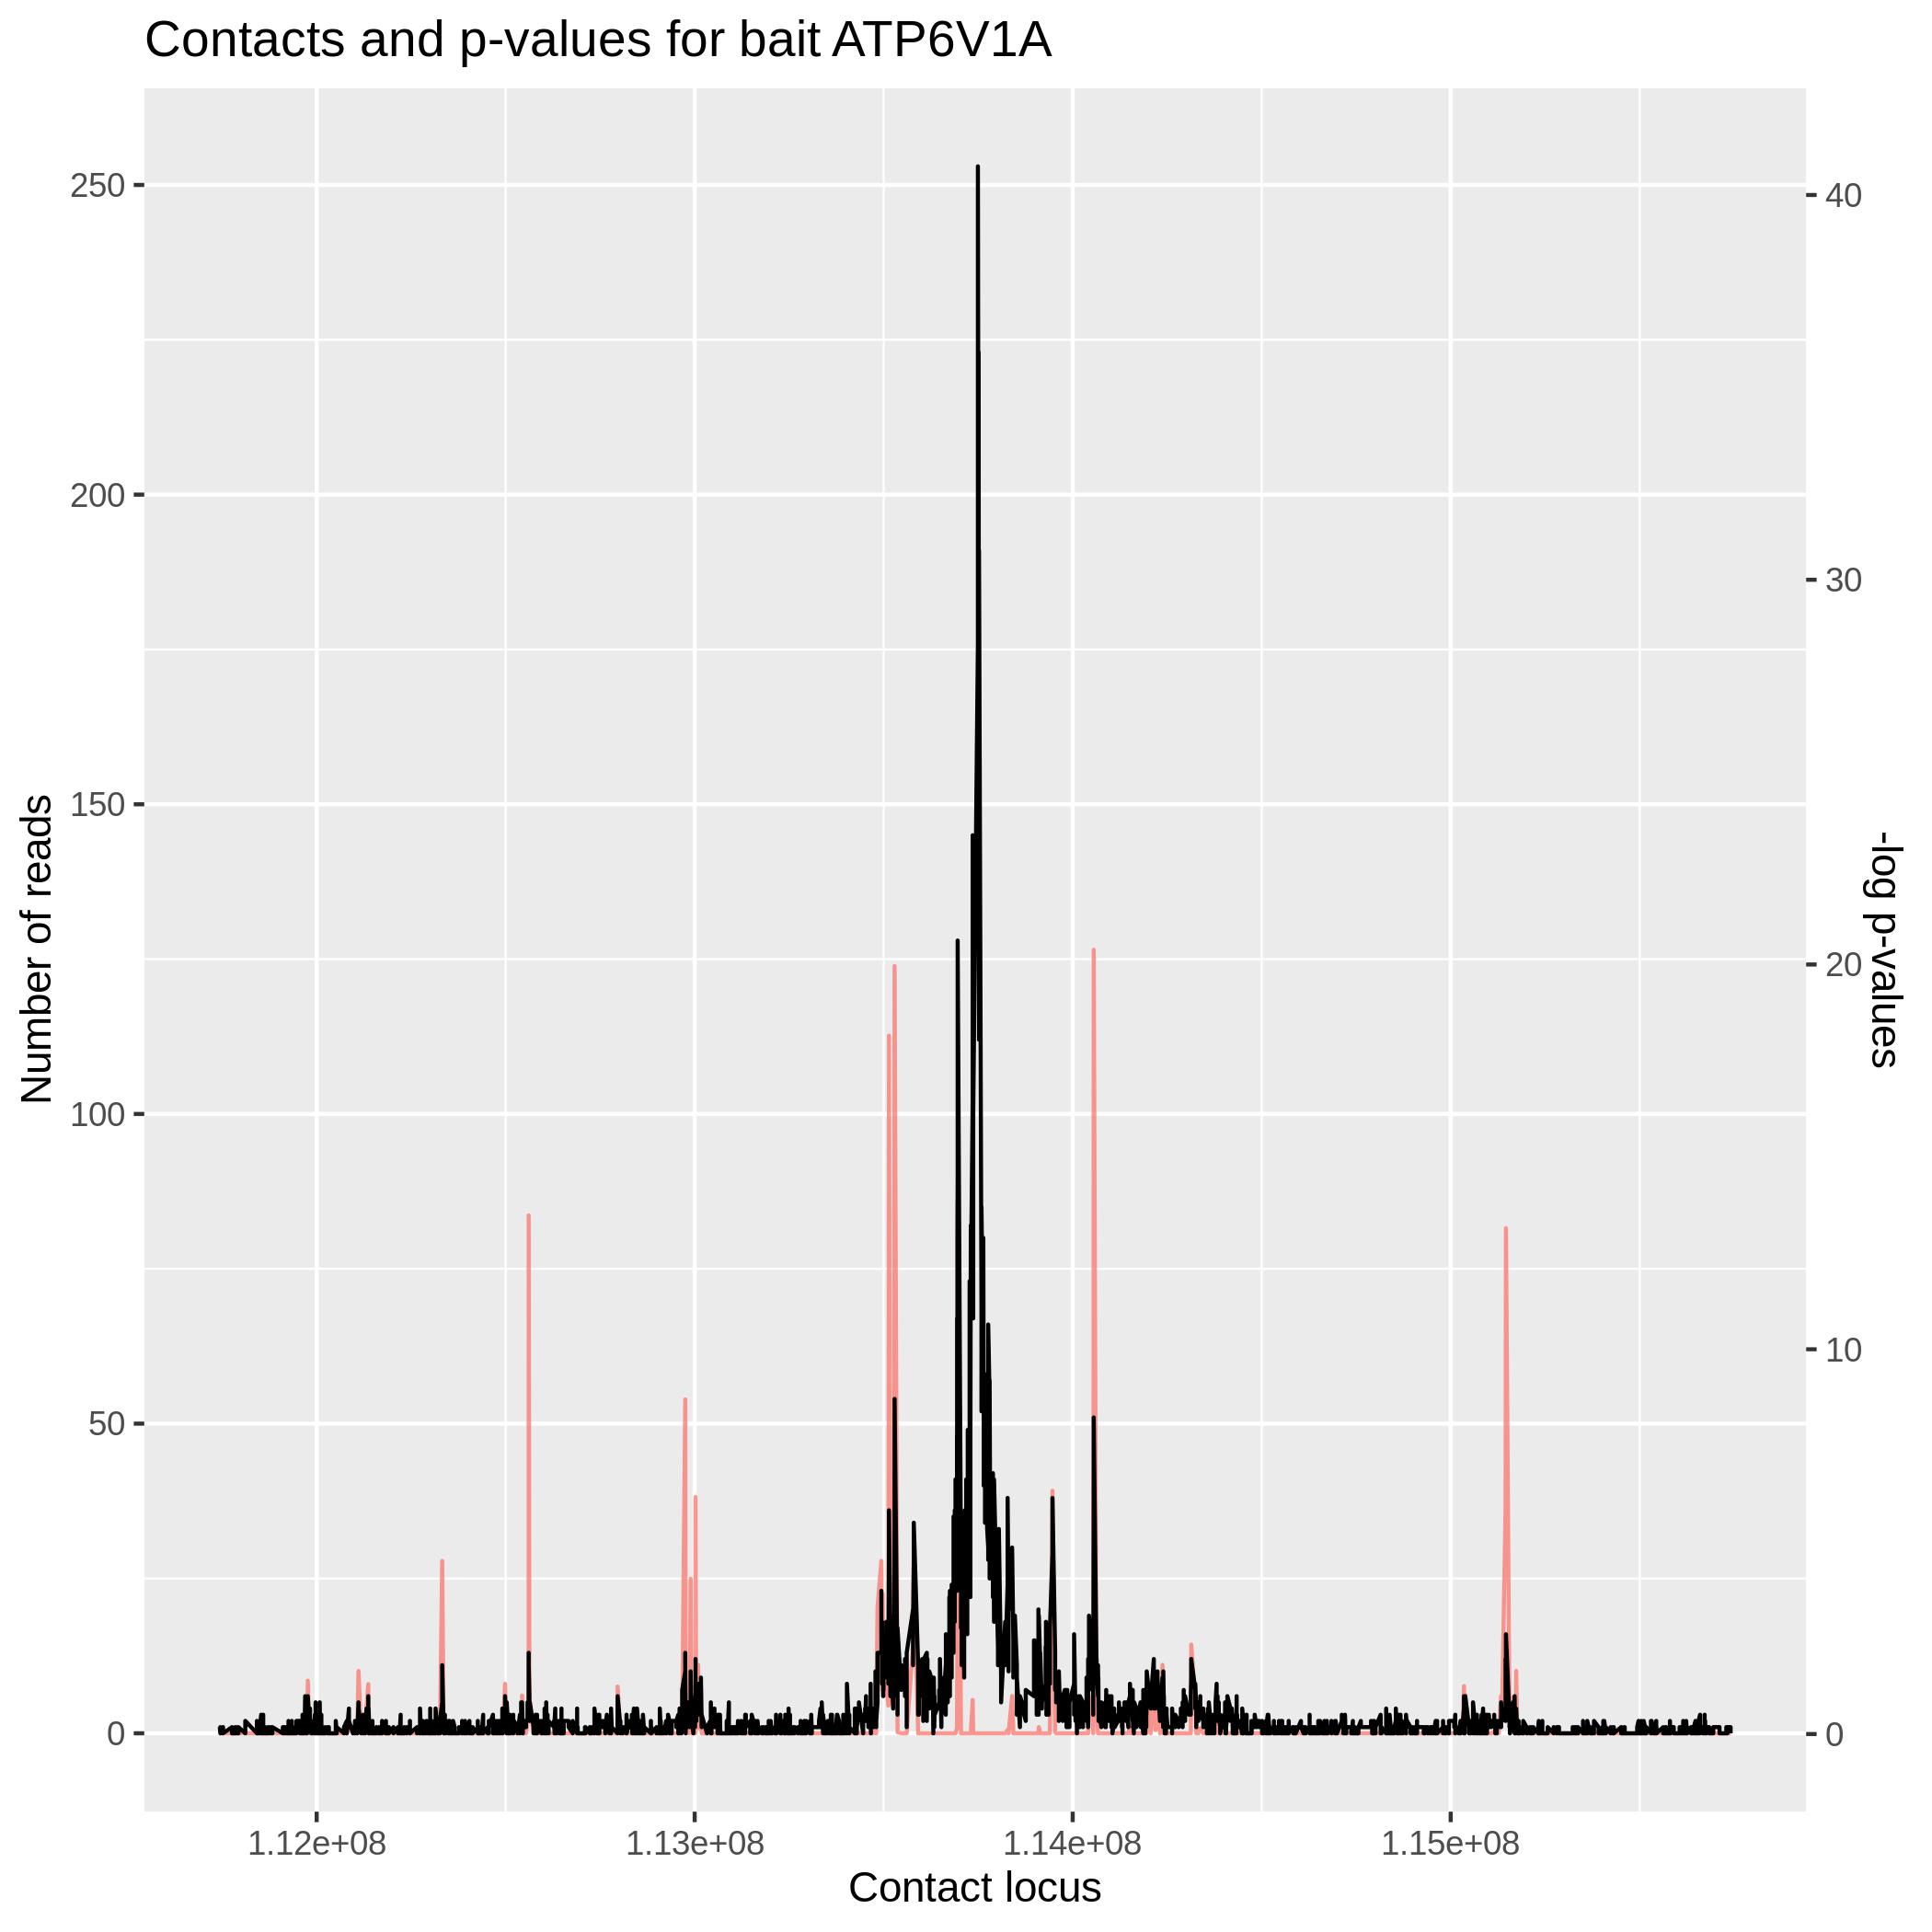 Contacts and p-values for bait ATP6V1A
Number of reads
250
200
150
100
50
0
40
30
20
10
0
-log p-values
1.12e+08
1.13e+08
1.14e+08
1.15e+08
Contact locus